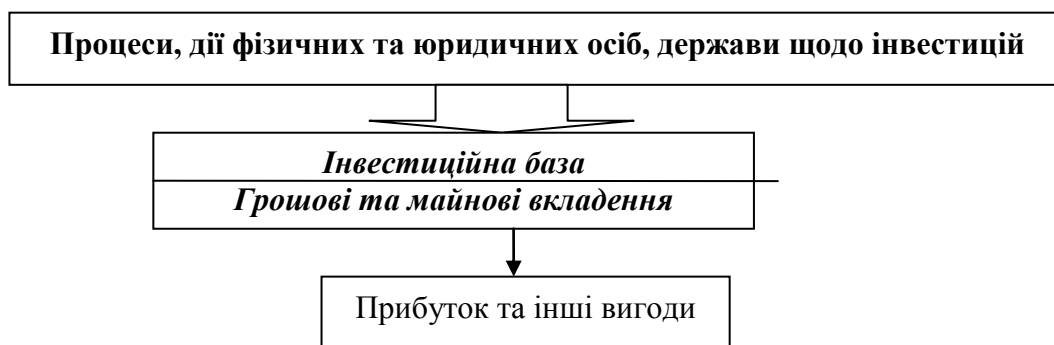 Процеси, дії фізичних та юридичних осіб, держави щодо інвестицій
Інвестиційна база
Грошові та майнові вкладення
Прибуток та інші вигоди